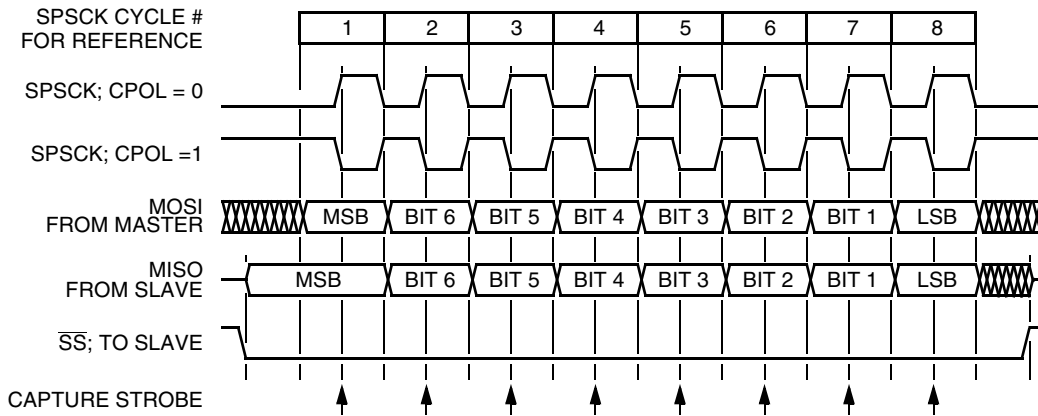 SPSCK CYCLE #
FOR REFERENCE
1 2 3 4 5 6 7 8
SPSCK; CPOL = 0
SPSCK; CPOL =1
MOSI
FROM MASTER
MSB BIT 6 BIT 5 BIT 4 BIT 3 BIT 2 BIT 1 LSB
MISO
FROM SLAVE
MSB BIT 6 BIT 5 BIT 4 BIT 3 BIT 2 BIT 1 LSB
SS; TO SLAVE
CAPTURE STROBE